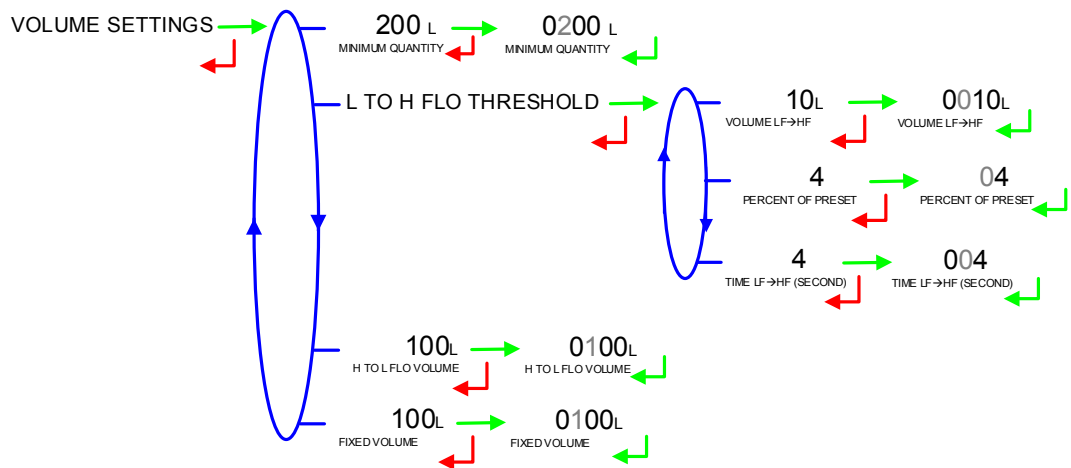 VOLUME SETTINGS
200 L
MINIMUM QUANTITY
0200 L
MINIMUM QUANTITY
L TO H FLO THRESHOLD
10L
VOLUME LF→HF
0010L
VOLUME LF→HF
4
PERCENT OF PRESET
04
PERCENT OF PRESET
4
TIME LF→HF (SECOND)
004
TIME LF→HF (SECOND)
100L
H TO L FLO VOLUME
0100L
H TO L FLO VOLUME
100L
FIXED VOLUME
0100L
FIXED VOLUME